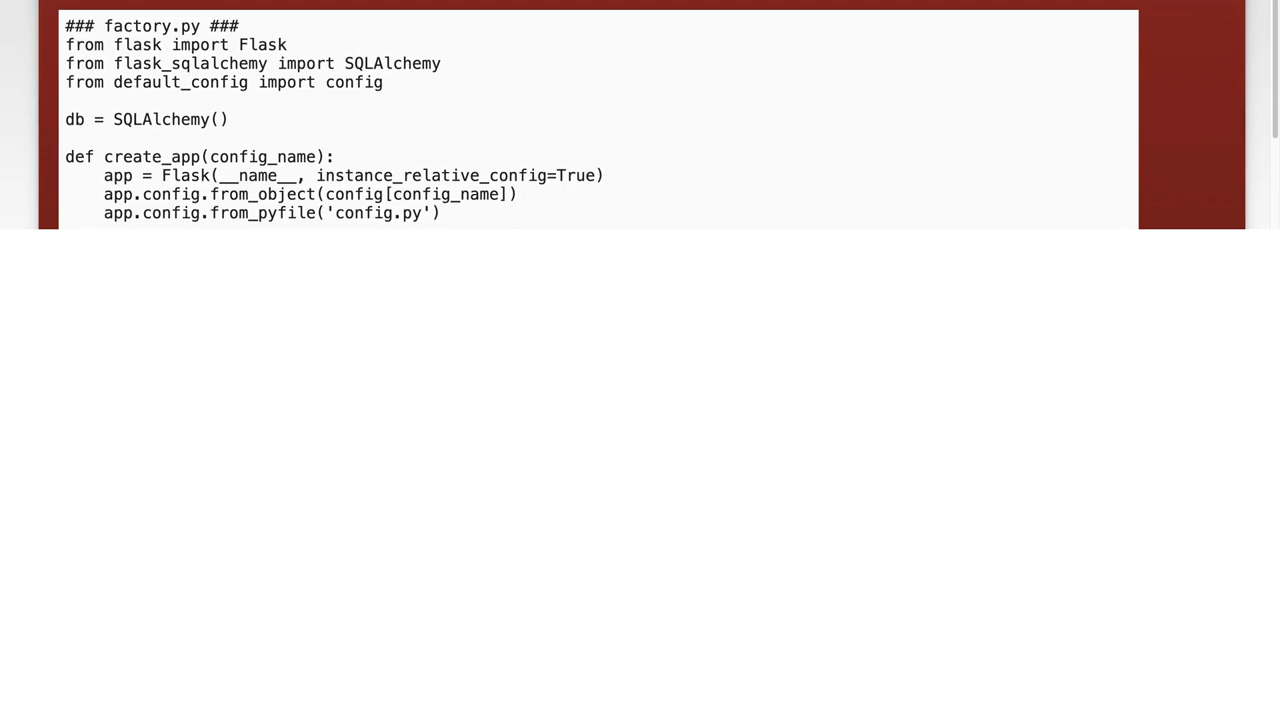 ### factory.py ###
from flask import Flask
from flask_sqlalchemy import SQLAlchemy
from default_config import config

db = SQLAlchemy()

def create_app(config_name):
    app = Flask(__name__, instance_relative_config=True)
    app.config.from_object(config[config_name])
    app.config.from_pyfile('config.py')